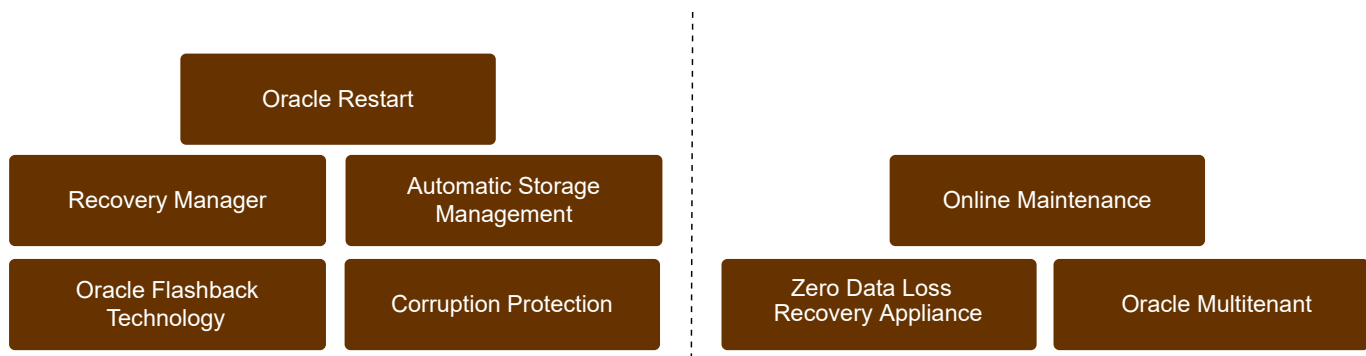 Oracle Restart
Recovery Manager
Automatic Storage
Management
Oracle Flashback
Technology
Corruption Protection
Online Maintenance
Zero Data Loss
Recovery Appliance
Oracle Multitenant